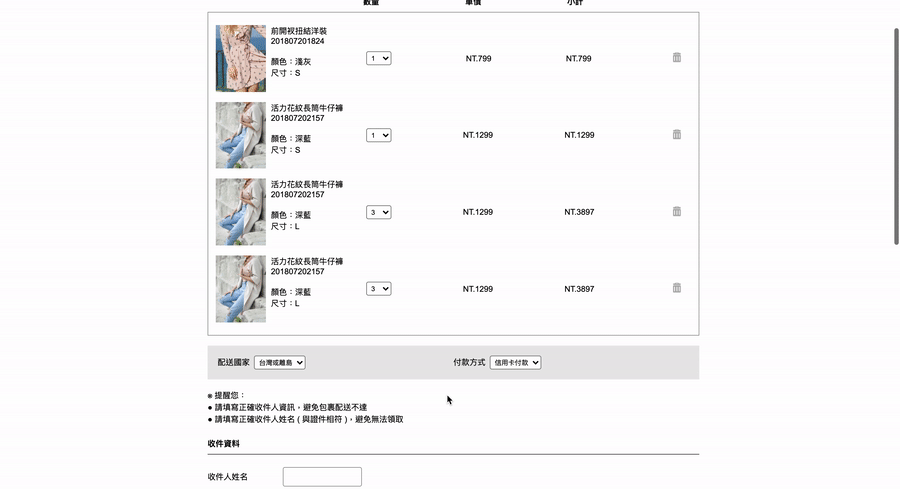 數量 單價 小計
前開衩扭結洋裝
201807201824
顏色：淺灰
尺寸：S
1 NT.799 NT.799
活力花紋長筒牛仔褲
201807202157
顏色：深藍
尺寸：S
1 NT.1299 NT.1299
活力花紋長筒牛仔褲
201807202157
顏色：深藍
尺寸：L
3 NT.1299 NT.3897
活力花紋長筒牛仔褲
201807202157
顏色：深藍
尺寸：L
3 NT.1299 NT.3897
配送國家 台灣或離島 付款方式 信用卡付款
※ 提醒您：
● 請填寫正確收件人資訊，避免包裹配送不達
● 請填寫正確收件人姓名 ( 與證件相符 )，避免無法領取
收件資料
收件人姓名